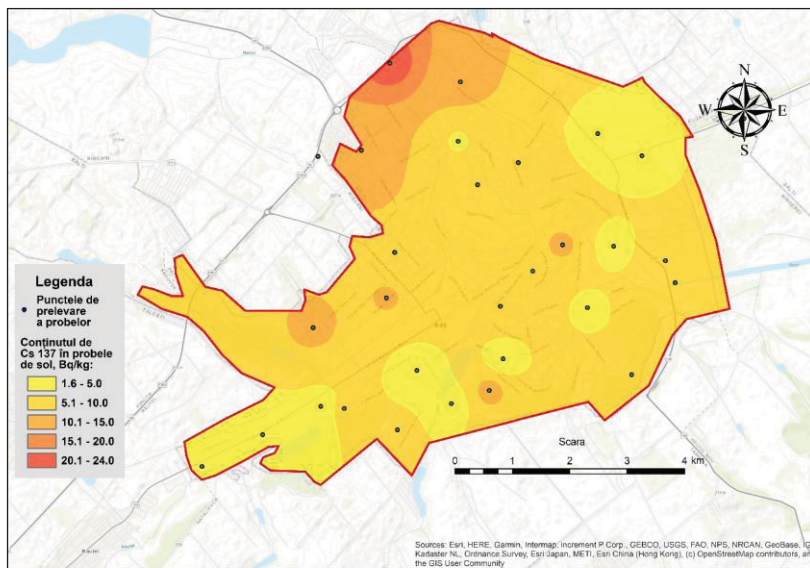 N
W
E
S
Legenda
Punctele de
prelevare
a probelor
Conținutul de
Cs 137 în probele
de sol, Bq/kg:
1.6 - 5.0
5.1 - 10.0
10.1 - 15.0
15.1 - 20.0
20.1 - 24.0
Scara
0 1 2 3 4 km
Sources: Esri, HERE, Garmin, Intermap, increment P Corp., GEBCO, USGS, FAO, NPS, NRCAN, GeoBase,
Kadaster NL, Ordnance Survey, Esri Japan, METI, Esri China (Hong Kong), (c) OpenStreetMap contributors,
the GIS User Community